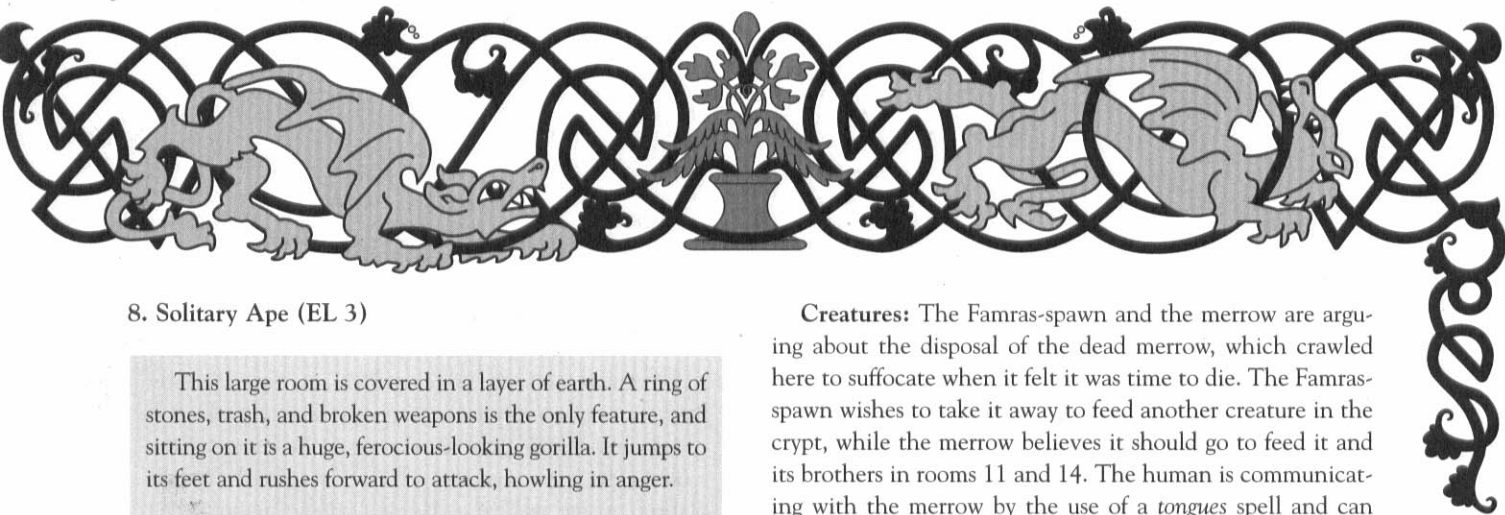 8. Solitary Ape (EL 3)
This large room is covered in a layer of earth. A ring of
stones, trash, and broken weapons is the only feature, and
sitting on it is a huge, ferocious-looking gorilla. It jumps to
its feet and rushes forward to attack, howling in anger.
Creatures: The Famras-spawn and the merrow are argu-
ing about the disposal of the dead merrow, which crawled
here to suffocate when it felt it was time to die. The Famras-
spawn wishes to take it away to feed another creature in the
crypt, while the merrow believes it should go to feed it and
its brothers in rooms 11 and 14. The human is communicat-
ing with the merrow by the use of a tongues spell and can